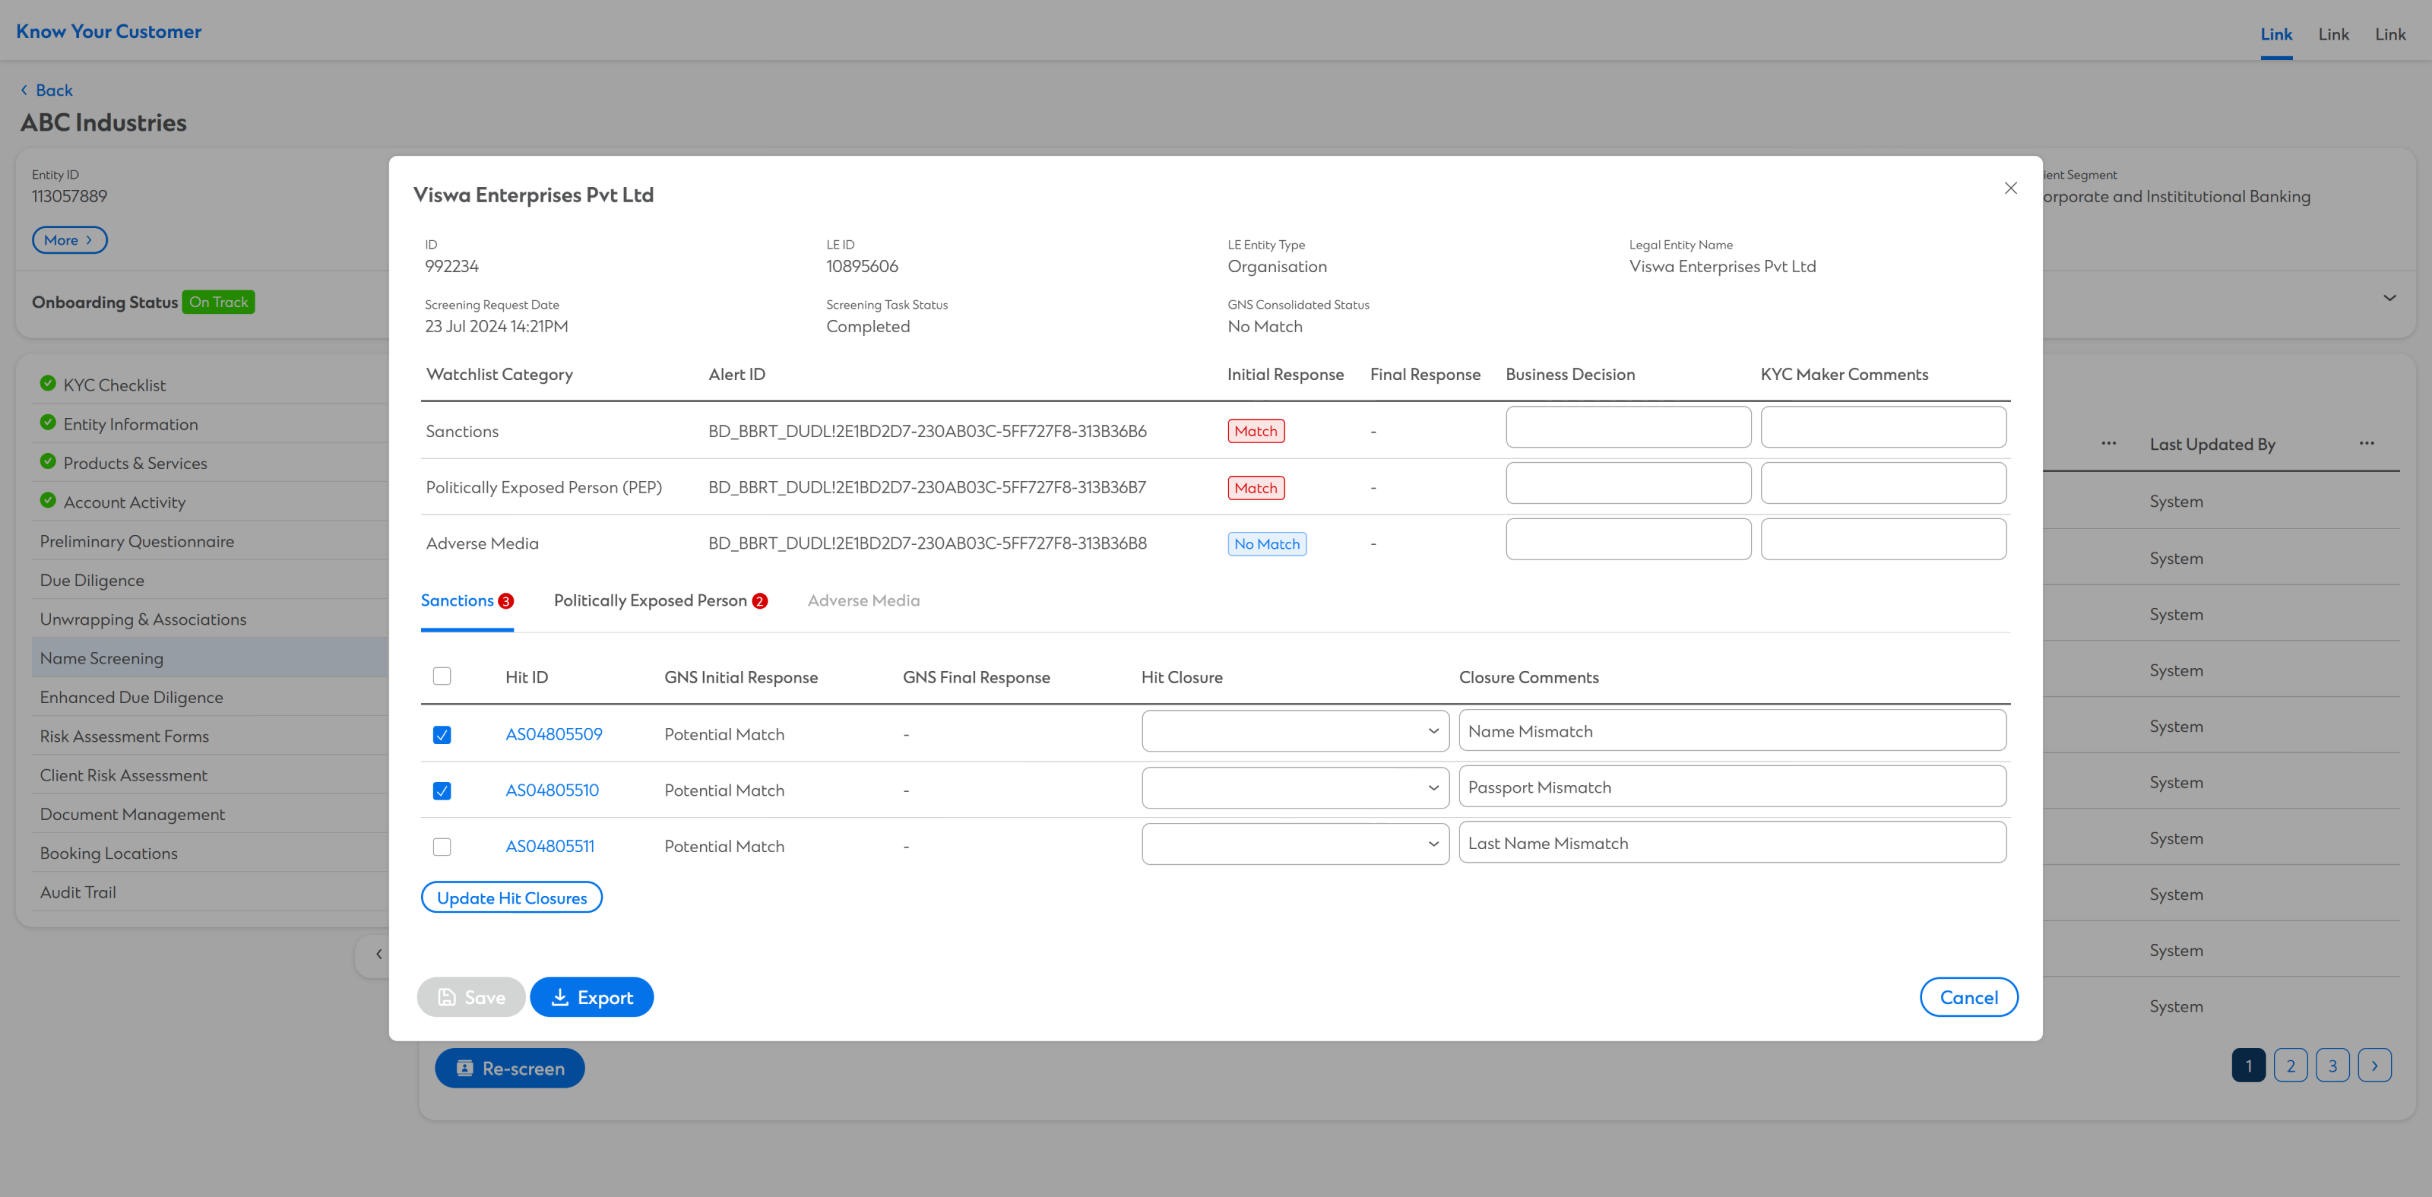 Know Your Customer
Link Link Link
Back
ABC Industries
Entity ID
113057889
More
Onboarding Status On Track
ient Segment
orporate and Instititutional Banking
KYC Checklist
Entity Information
Products & Services
Account Activity
Preliminary Questionnaire
Due Diligence
Unwrapping & Associations
Name Screening
Enhanced Due Diligence
Risk Assessment Forms
Client Risk Assessment
Document Management
Booking Locations
Audit Trail
Viswa Enterprises Pvt Ltd
ID LE ID LE Entity Type Legal Entity Name
992234 10895606 Organisation Viswa Enterprises Pvt Ltd
Screening Request Date Screening Task Status GNS Consolidated Status
23 Jul 2024 14:21PM Completed No Match
Watchlist Category Alert ID Initial Response Final Response Business Decision KYC Maker Comments
Sanctions BD_BBRT_DUDL!2E1BD2D7-230AB03C-5FF727F8-313B36B6 Match -
Politically Exposed Person (PEP) BD_BBRT_DUDL!2E1BD2D7-230AB03C-5FF727F8-313B36B7 Match -
Adverse Media BD_BBRT_DUDL!2E1BD2D7-230AB03C-5FF727F8-313B36B8 No Match -
Sanctions 3 Politically Exposed Person 2 Adverse Media
Hit ID GNS Initial Response GNS Final Response Hit Closure Closure Comments
AS04805509 Potential Match - Name Mismatch
AS04805510 Potential Match - Passport Mismatch
AS04805511 Potential Match - Last Name Mismatch
Update Hit Closures
Save Export Cancel
... Last Updated By ...
System
System
System
System
System
System
System
System
System
System
Re-screen
1 2 3